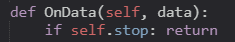 def OnData(self, data):
    if self.stop: return